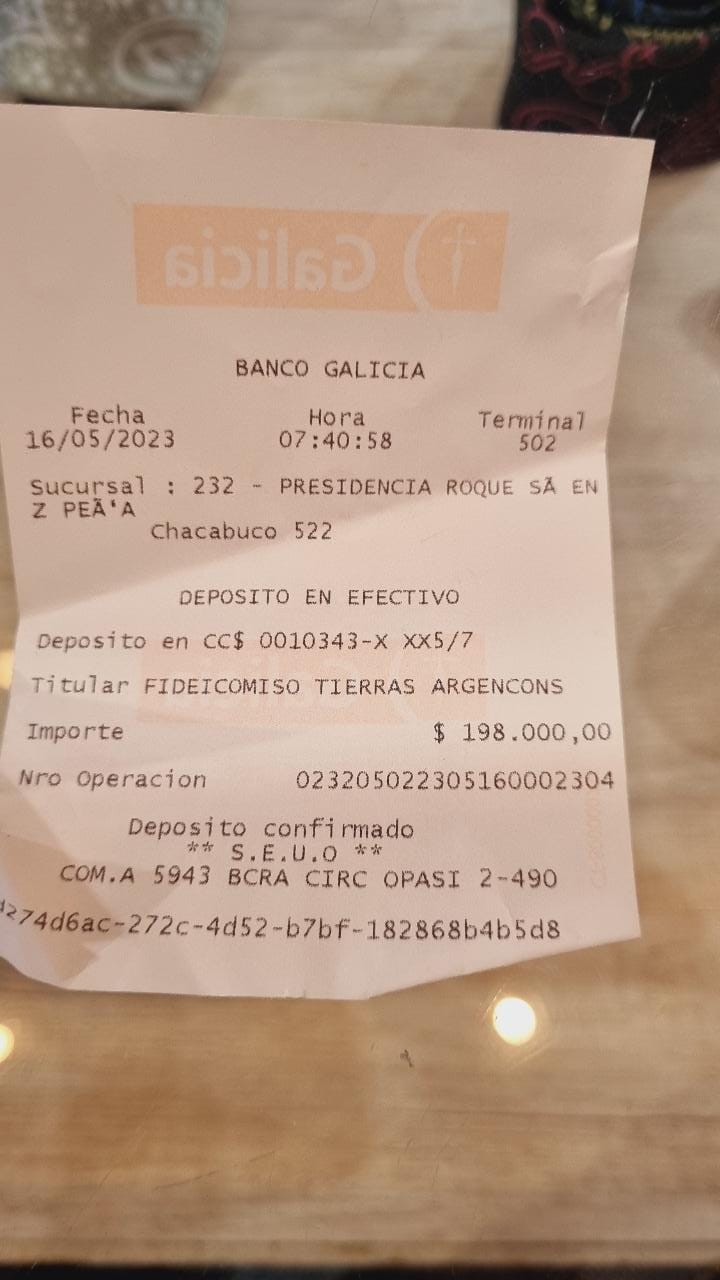 Galicia
BANCO GALICIA
Fecha Hora Terminal
16/05/2023 07:40:58 502
Sucursal : 232 - PRESIDENCIA ROQUE SÃ EN
Z PEÃ'A
Chacabuco 522
DEPOSITO EN EFECTIVO
Deposito en CC$ 0010343-X XX5/7
Titular FIDEICOMISO TIERRAS ARGENCONS
Importe $ 198.000,00
Nro Operacion 023205022305160002304
Deposito confirmado
** S.E.U.O **
COM.A 5943 BCRA CIRC OPASI 2-490
274d6ac-272c-4d52-b7bf-182868b4b5d8